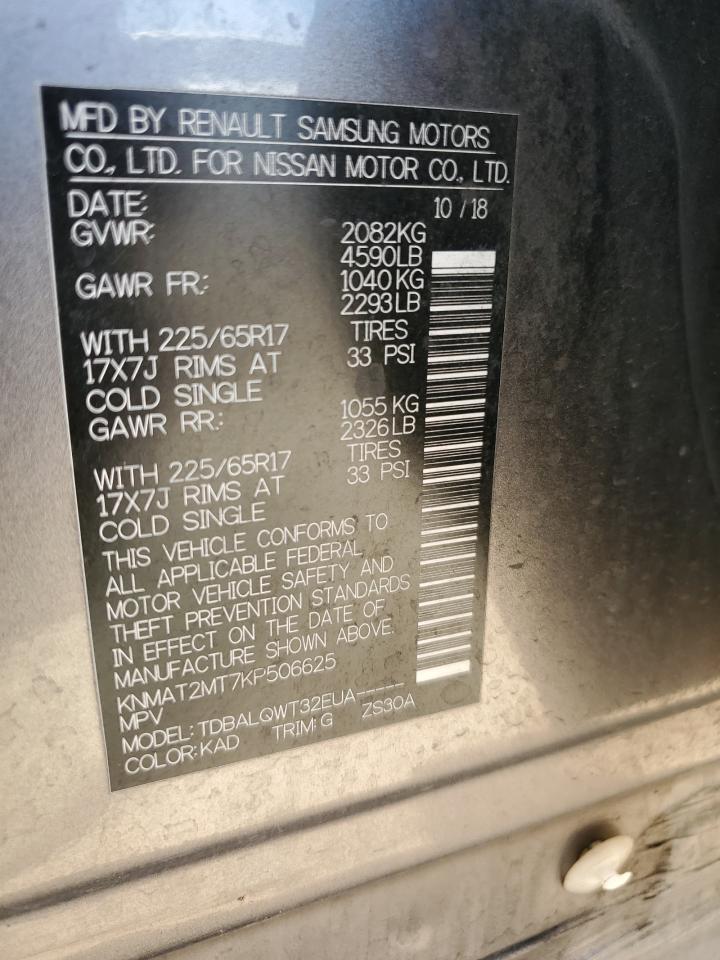 MFD BY RENAULT SAMSUNG MOTORS
CO., LTD. FOR NISSAN MOTOR CO., LTD.
DATE: 10 / 18
GVWR: 2082KG
4590LB
GAWR FR.: 1040KG
2293LB
WITH 225/65R17 TIRES
17X7J RIMS AT 33 PSI
COLD SINGLE
GAWR RR.: 1055KG
2326LB
WITH 225/65R17 TIRES
17X7J RIMS AT 33 PSI
COLD SINGLE
THIS VEHICLE CONFORMS TO
ALL APPLICABLE FEDERAL
MOTOR VEHICLE SAFETY AND
THEFT PREVENTION STANDARDS
IN EFFECT ON THE DATE OF
MANUFACTURE SHOWN ABOVE.
KNMAT2MT7KP506625
MPV
MODEL: TDBALQWT32EUA-----
COLOR: KAD TRIM: G ZS30A